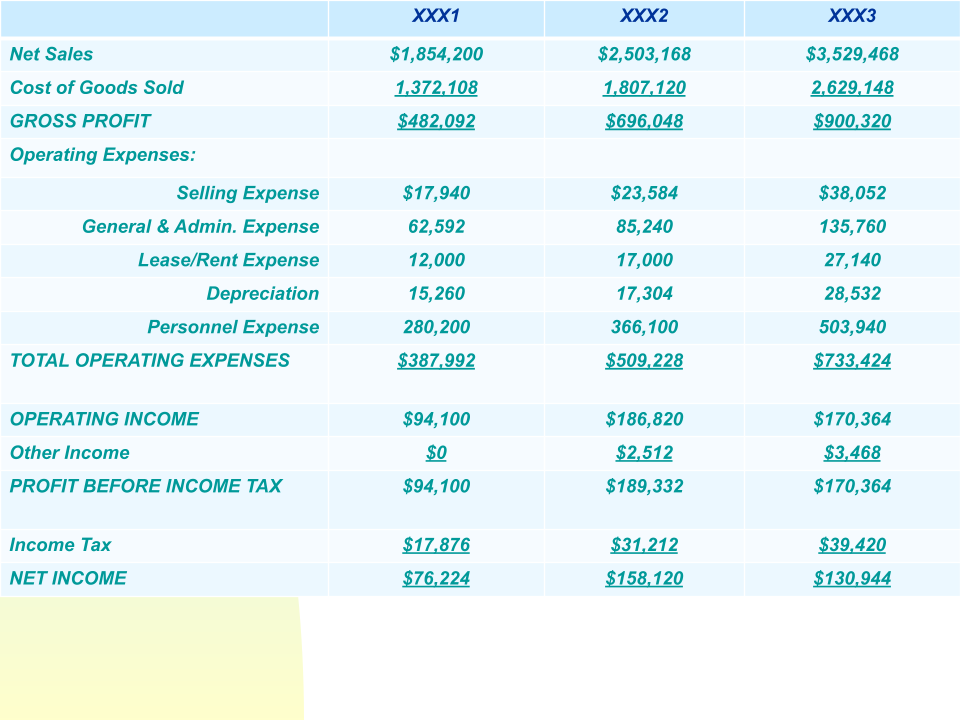 XXX1 XXX2 XXX3
Net Sales $1,854,200 $2,503,168 $3,529,468
Cost of Goods Sold 1,372,108 1,807,120 2,629,148
GROSS PROFIT $482,092 $696,048 $900,320
Operating Expenses:
Selling Expense $17,940 $23,584 $38,052
General & Admin. Expense 62,592 85,240 135,760
Lease/Rent Expense 12,000 17,000 27,140
Depreciation 15,260 17,304 28,532
Personnel Expense 280,200 366,100 503,940
TOTAL OPERATING EXPENSES $387,992 $509,228 $733,424
OPERATING INCOME $94,100 $186,820 $170,364
Other Income $0 $2,512 $3,468
PROFIT BEFORE INCOME TAX $94,100 $189,332 $170,364
Income Tax $17,876 $31,212 $39,420
NET INCOME $76,224 $158,120 $130,944